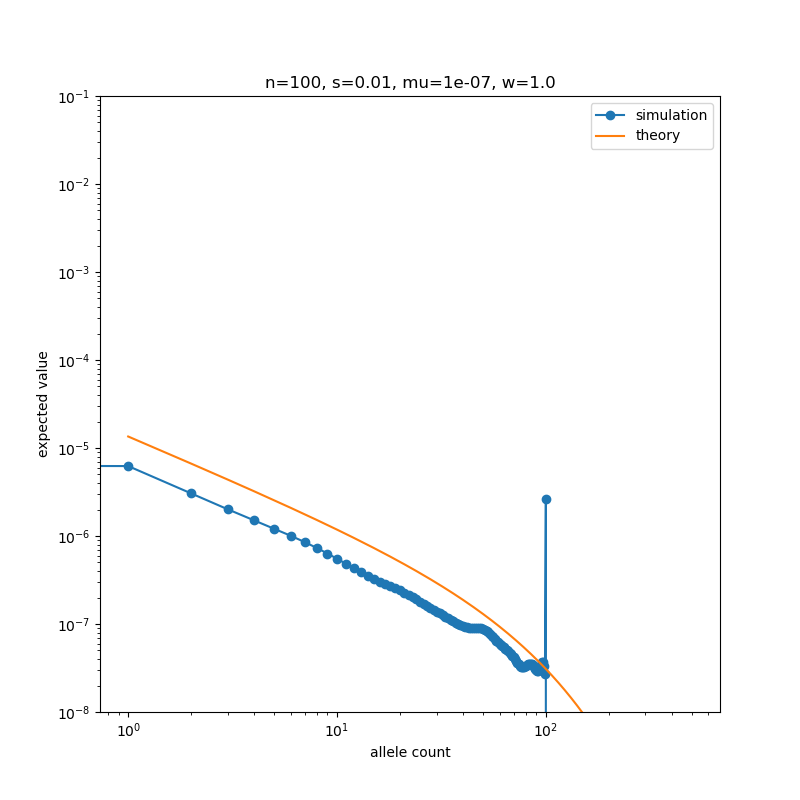 n=100, s=0.01, mu=1e-07, w=1.0
simulation
theory
10⁻¹
10⁻²
10⁻³
10⁻⁴
10⁻⁵
10⁻⁶
10⁻⁷
10⁻⁸
expected value
10⁰
10¹
10²
allele count